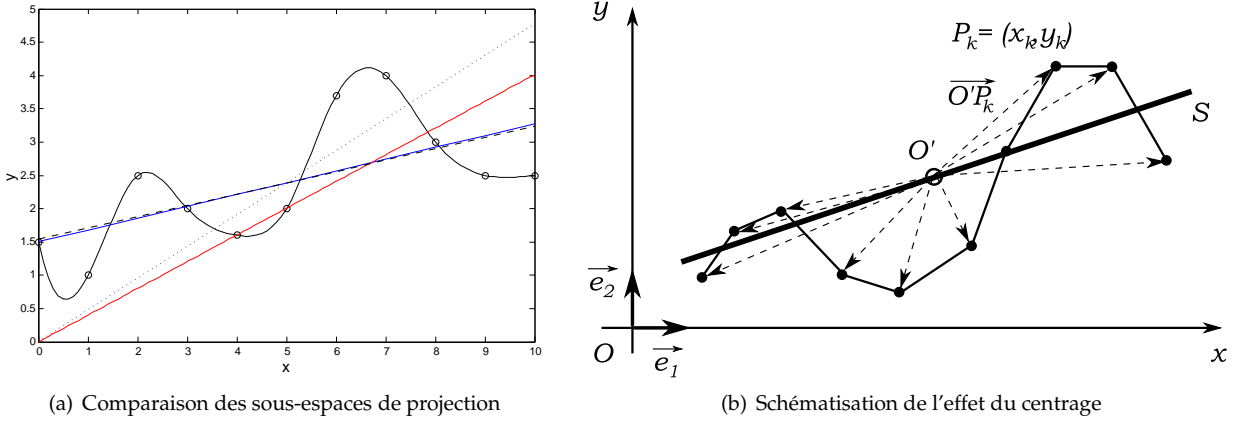 5
4.5
4
3.5
3
2.5
2
1.5
1
0.5
0
y
0 1 2 3 4 5 6 7 8 9 10
x
(a) Comparaison des sous-espaces de projection
y
P_k = (x_k, y_k)
O'P_k
S
O'
e_2
O
e_1
x
(b) Schématisation de l'effet du centrage